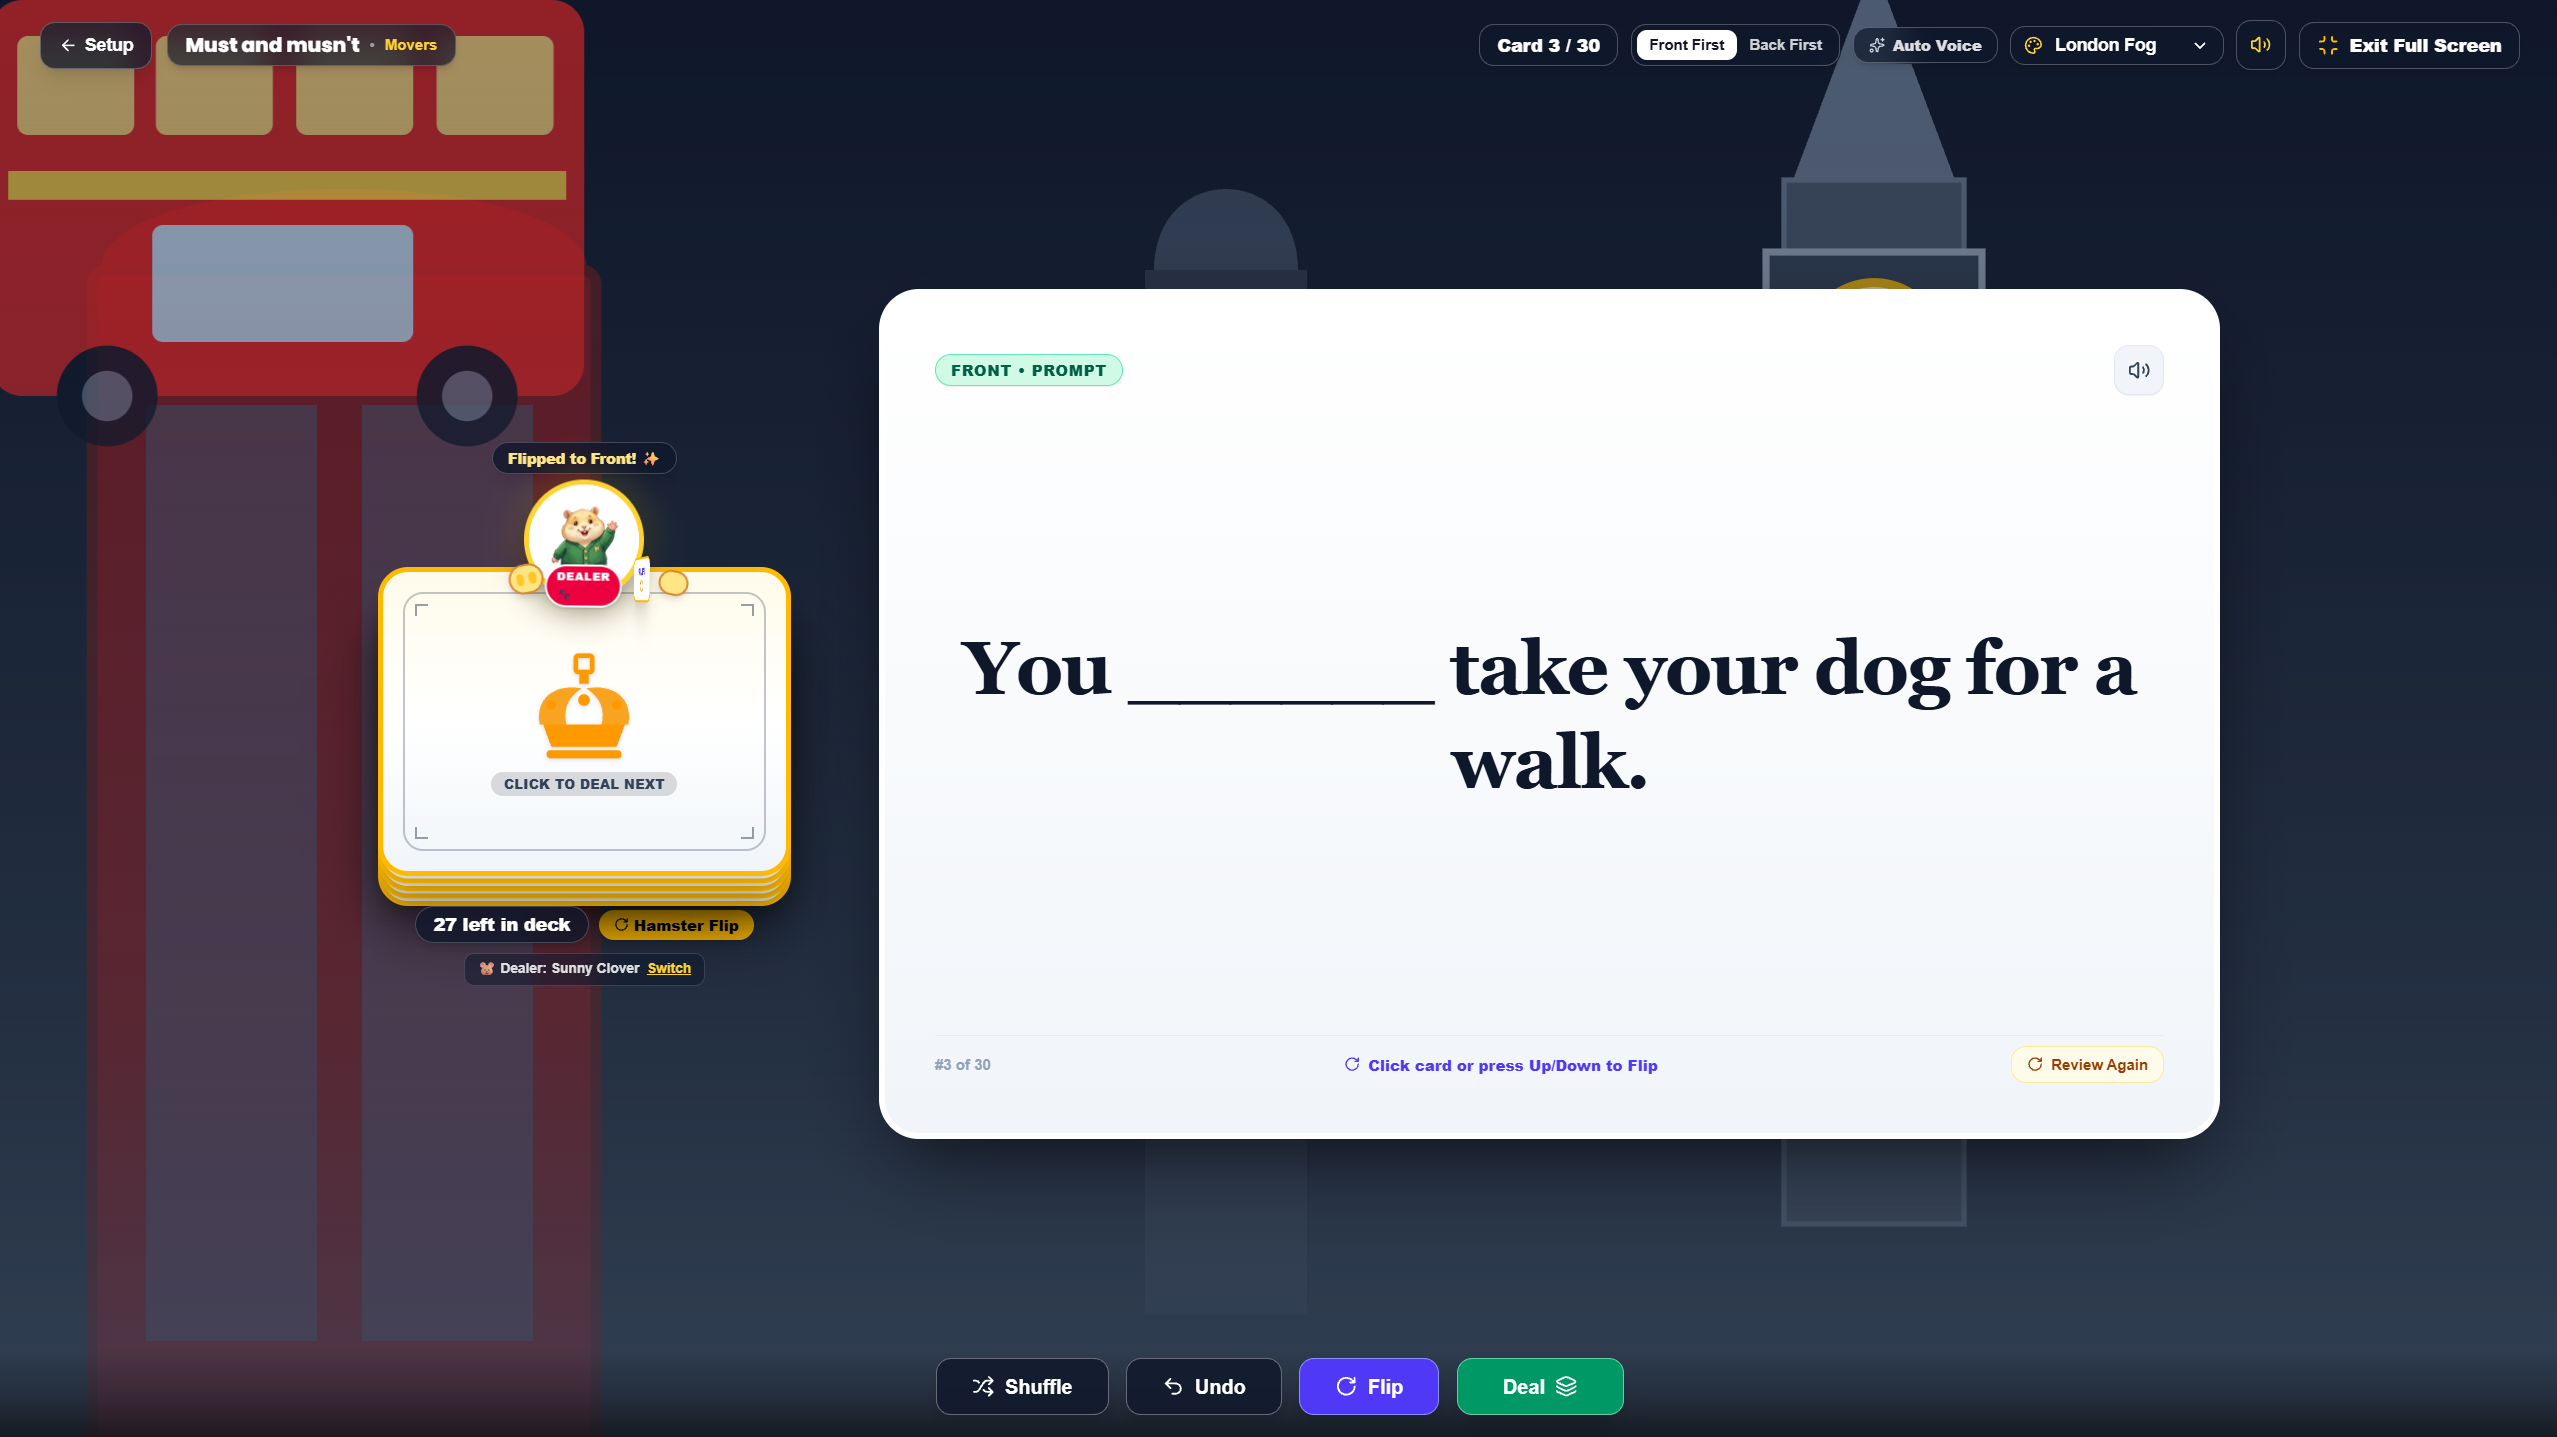 Setup
Must and musn't • Movers
Card 3 / 30
Front First
Back First
Auto Voice
London Fog
Exit Full Screen
Flipped to Front! ✨
DEALER
CLICK TO DEAL NEXT
27 left in deck
Hamster Flip
🐹 Dealer: Sunny Clover Switch
FRONT • PROMPT
You ______ take your dog for a
walk.
#3 of 30
Click card or press Up/Down to Flip
Review Again
Shuffle
Undo
Flip
Deal